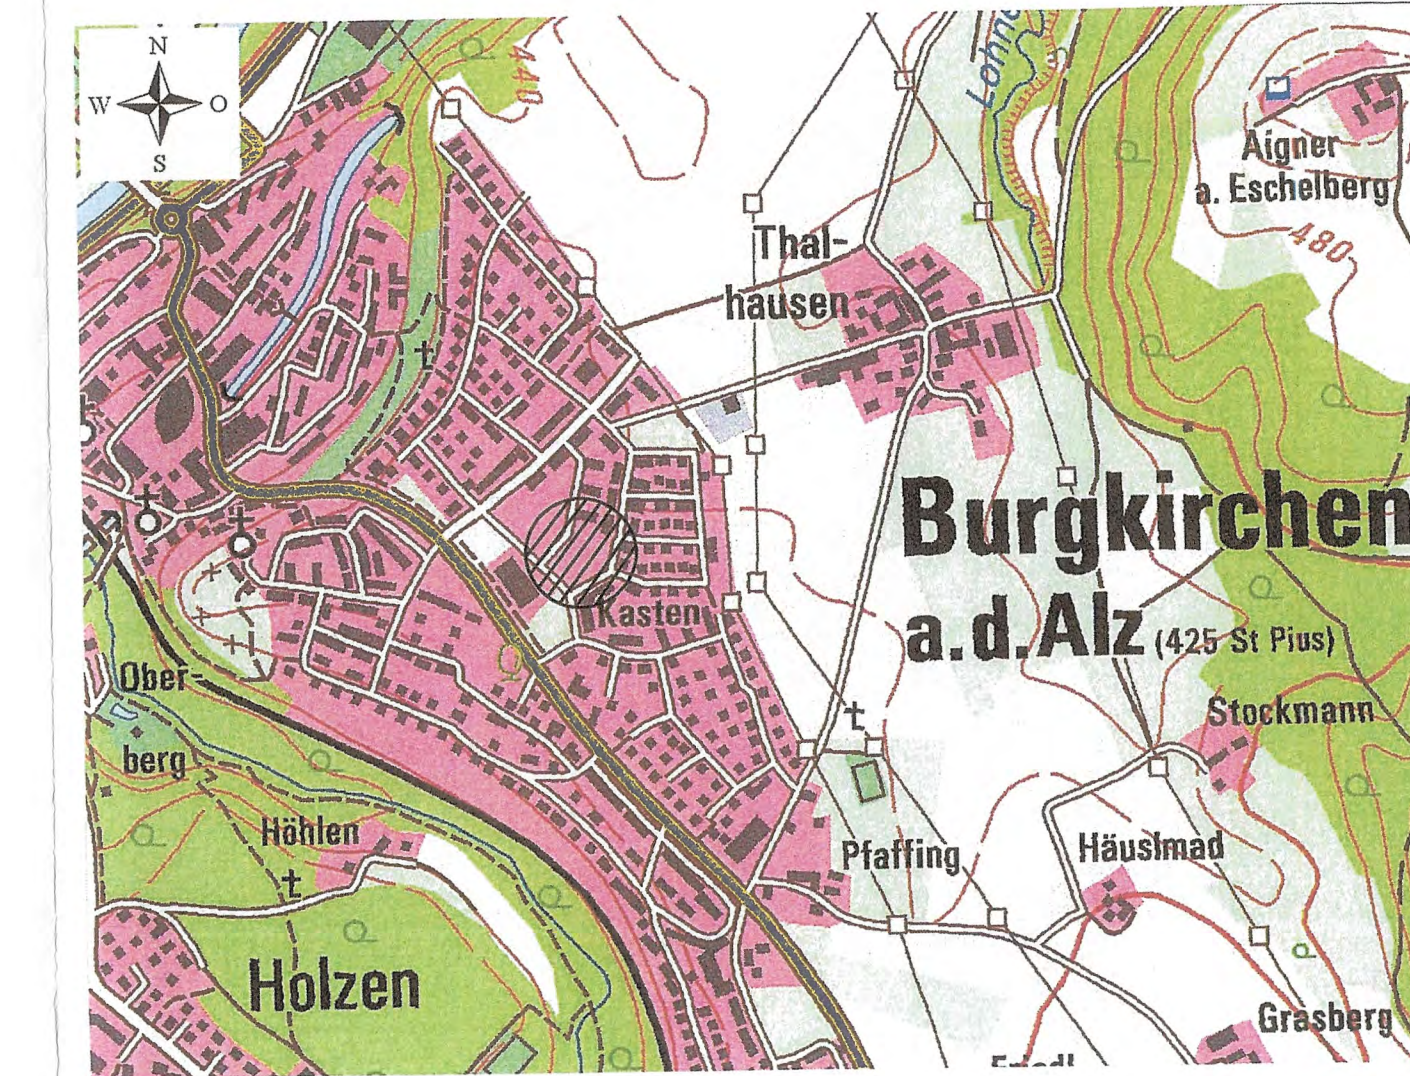 N
W O
S
440
Lohne
Aigner
a. Eschelberg
480
Thal-
hausen
Burgkirchen
a.d.Alz (425 St Pius)
Kasten
Ober-
berg
Stockmann
Höhlen
Pfaffing
Häuslmad
Holzen
Grasberg